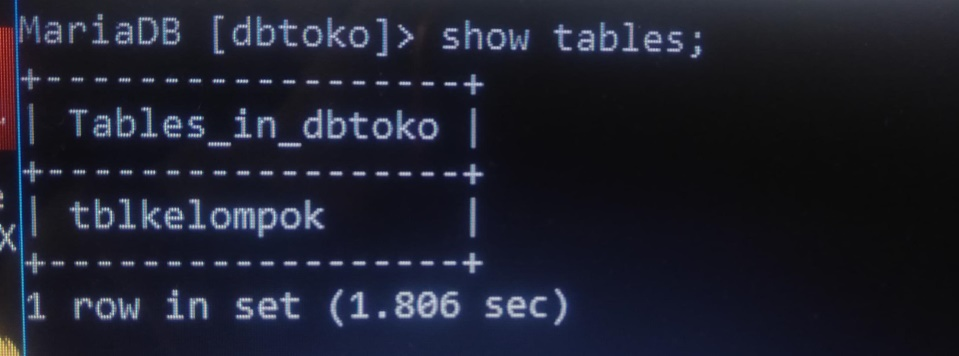 MariaDB [dbtoko]> show tables;
+------------------+
| Tables_in_dbtoko |
+------------------+
| tblkelompok      |
+------------------+
1 row in set (1.806 sec)